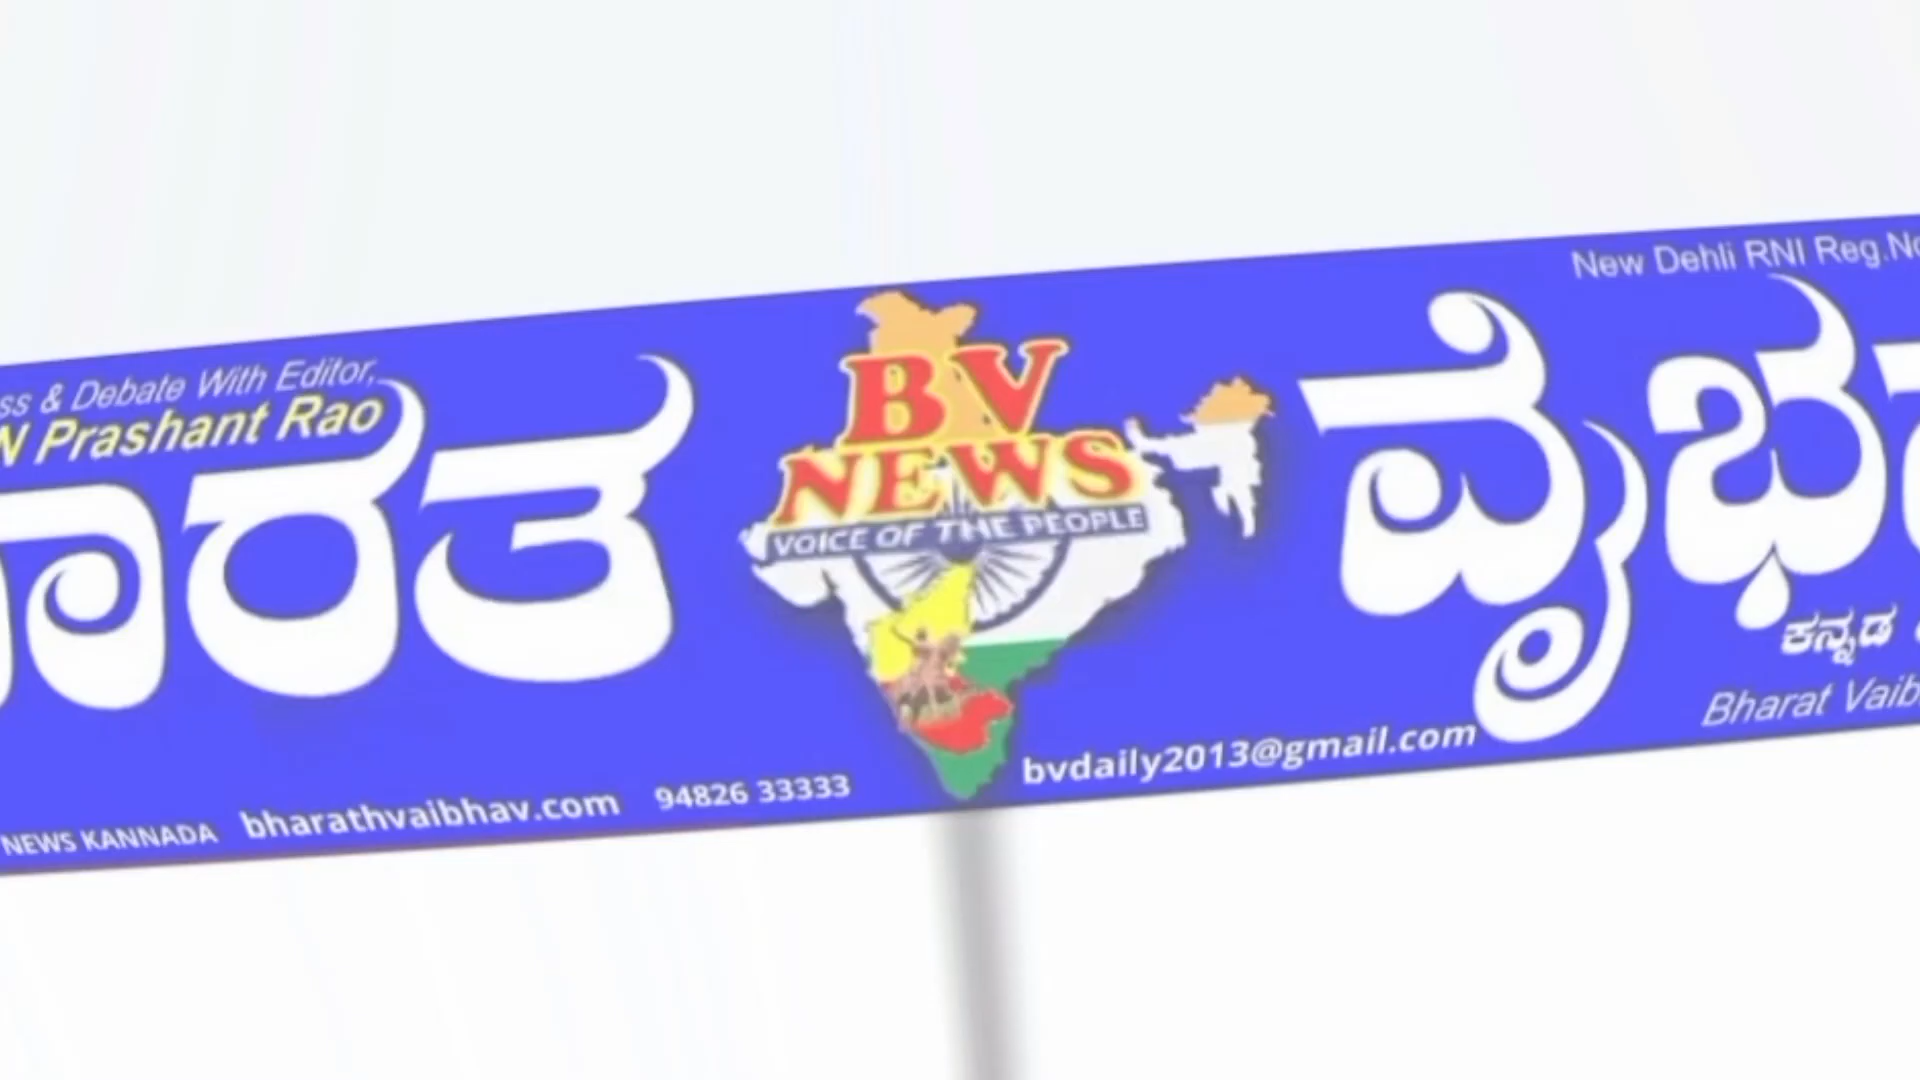 ss & Debate With Editor,
N Prashant Rao
New Dehli RNI Reg.No
ಾರತ
BV
NEWS
VOICE OF THE PEOPLE
ವೈಭ
ಕನ್ನಡ
Bharat Vaib
NEWS KANNADA bharathvaibhav.com 94826 33333 bvdaily2013@gmail.com